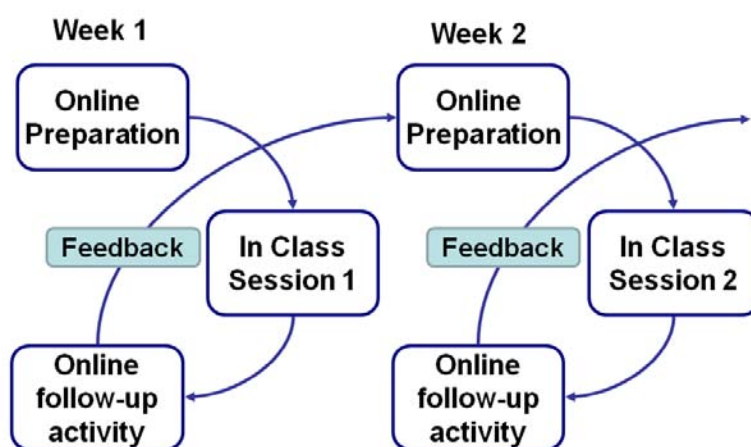 Week 1
Online
Preparation
Feedback
In Class
Session 1
Online
follow-up
activity
Week 2
Online
Preparation
Feedback
In Class
Session 2
Online
follow-up
activity